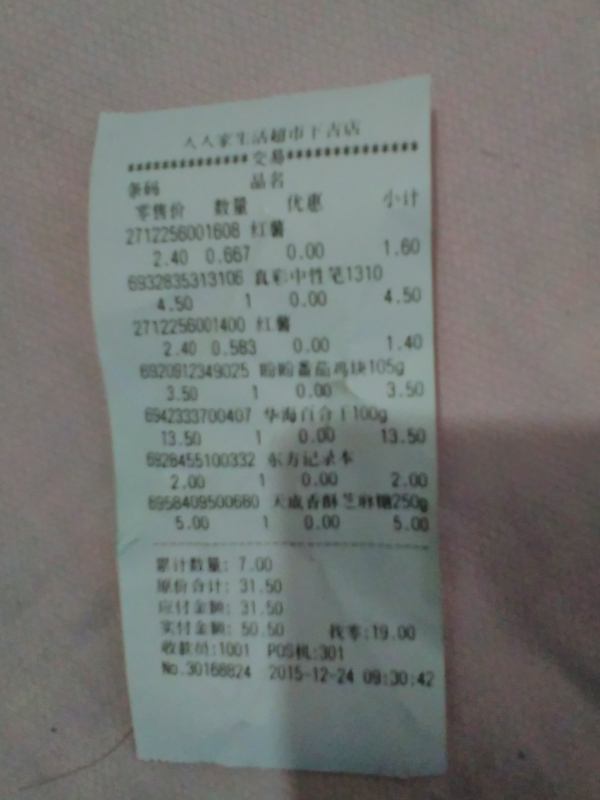 人人家生活超市下吉店
**************交易***************
条码 品名
零售价 数量 优惠 小计
2712256001608 红薯
2.40 0.667 0.00 1.60
6932835313106 真彩中性笔1310
4.50 1 0.00 4.50
2712256001400 红薯
2.40 0.583 0.00 1.40
6920912349025 盼盼番茄鸡块105g
3.50 1 0.00 3.50
6942333700407 华海百合干100g
13.50 1 0.00 13.50
6928455100332 东方记录本
2.00 1 0.00 2.00
6958409500680 天成香酥芝麻糖250g
5.00 1 0.00 5.00
累计数量: 7.00
原价合计: 31.50
应付金额: 31.50
实付金额: 50.50 找零:19.00
收款员:1001 POS机:301
No.30168824 2015-12-24 09:30:42